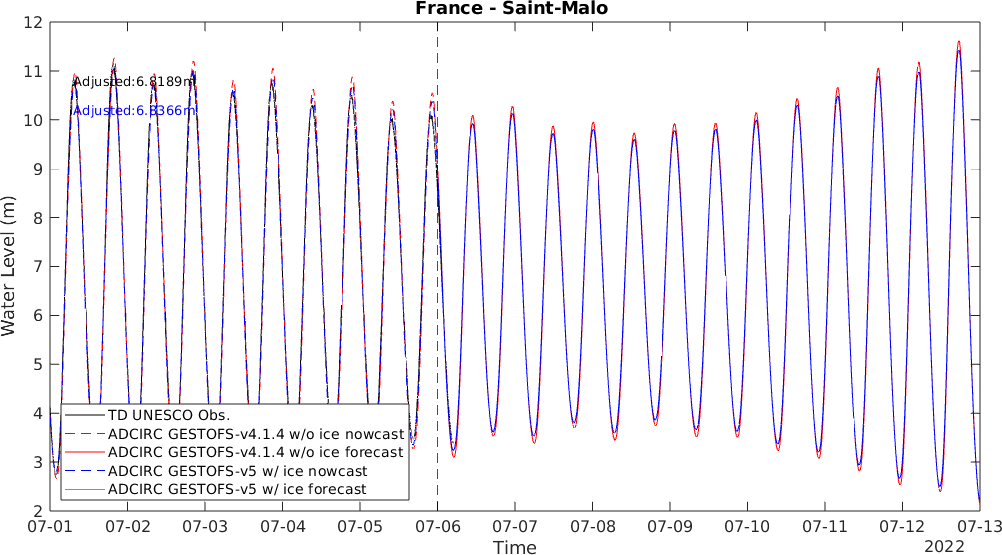 France - Saint-Malo
12
11
10
9
8
7
6
5
4
3
2
Water Level (m)
Adjusted:6.8189m
Adjusted:6.8366m
TD UNESCO Obs.
ADCIRC GESTOFS-v4.1.4 w/o ice nowcast
ADCIRC GESTOFS-v4.1.4 w/o ice forecast
ADCIRC GESTOFS-v5 w/ ice nowcast
ADCIRC GESTOFS-v5 w/ ice forecast
07-01 07-02 07-03 07-04 07-05 07-06 07-07 07-08 07-09 07-10 07-11 07-12 07-13
Time
2022